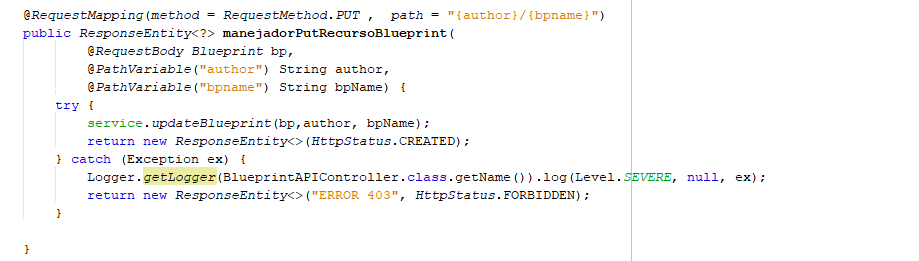 @RequestMapping(method = RequestMethod.PUT ,  path = "{author}/{bpname}")
public ResponseEntity<?> manejadorPutRecursoBlueprint(
        @RequestBody Blueprint bp,
        @PathVariable("author") String author,
        @PathVariable("bpname") String bpName) {
    try {
        service.updateBlueprint(bp,author, bpName);
        return new ResponseEntity<>(HttpStatus.CREATED);
    } catch (Exception ex) {
        Logger.getLogger(BlueprintAPIController.class.getName()).log(Level.SEVERE, null, ex);
        return new ResponseEntity<>("ERROR 403", HttpStatus.FORBIDDEN);
    }
}